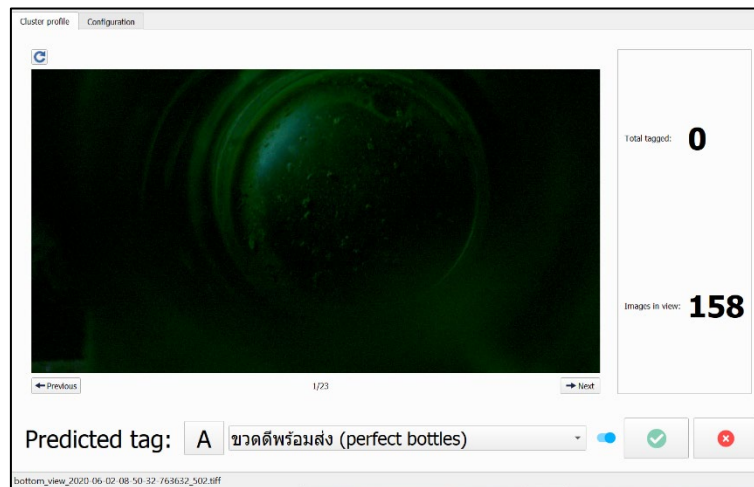 Cluster profile
Configuration
Total tagged: 0
Images in view: 158
Previous
1/23
Next
Predicted tag: A ขวดดีพร้อมส่ง (perfect bottles)
bottom_view_2020-06-02-08-50-32-763632_502.tiff